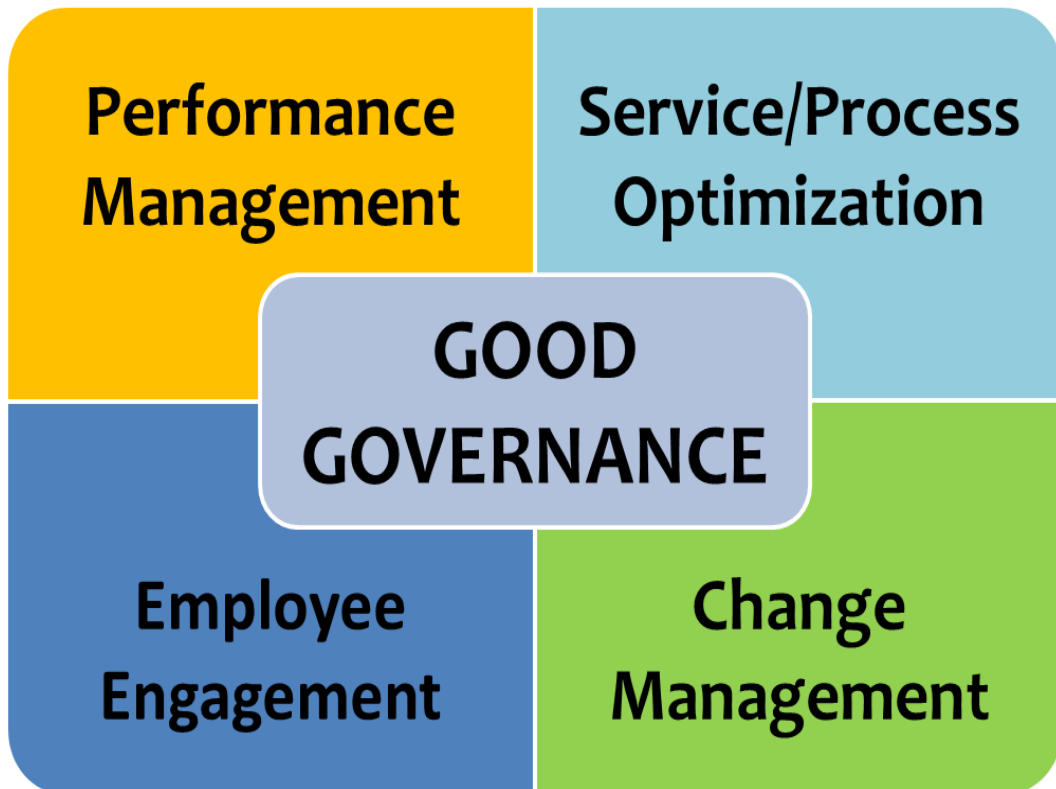 Performance
Management
Service/Process
Optimization
GOOD
GOVERNANCE
Employee
Engagement
Change
Management